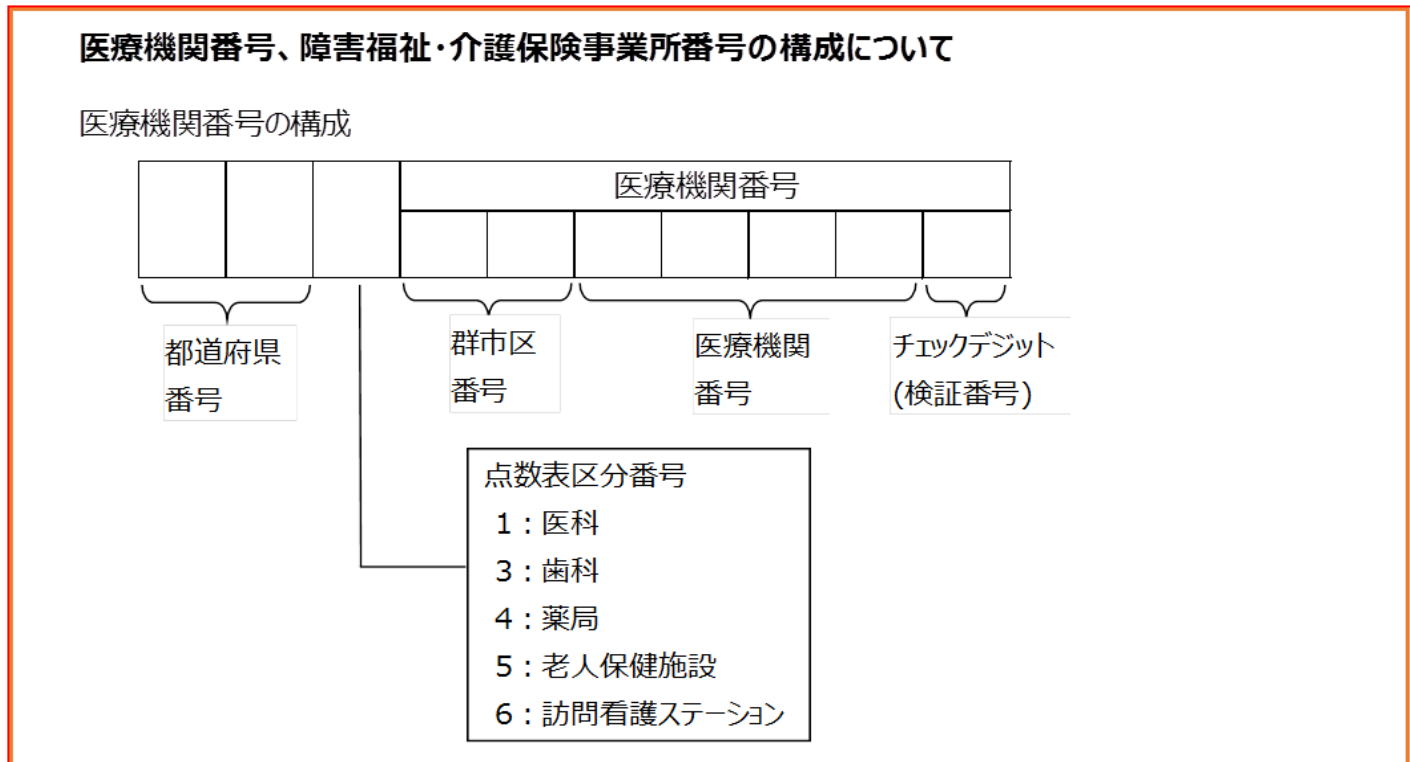 医療機関番号、障害福祉・介護保険事業所番号の構成について
医療機関番号の構成
医療機関番号
都道府県
番号
群市区
番号
医療機関
番号
チェックデジット
(検証番号)
点数表区分番号
1：医科
3：歯科
4：薬局
5：老人保健施設
6：訪問看護ステーション